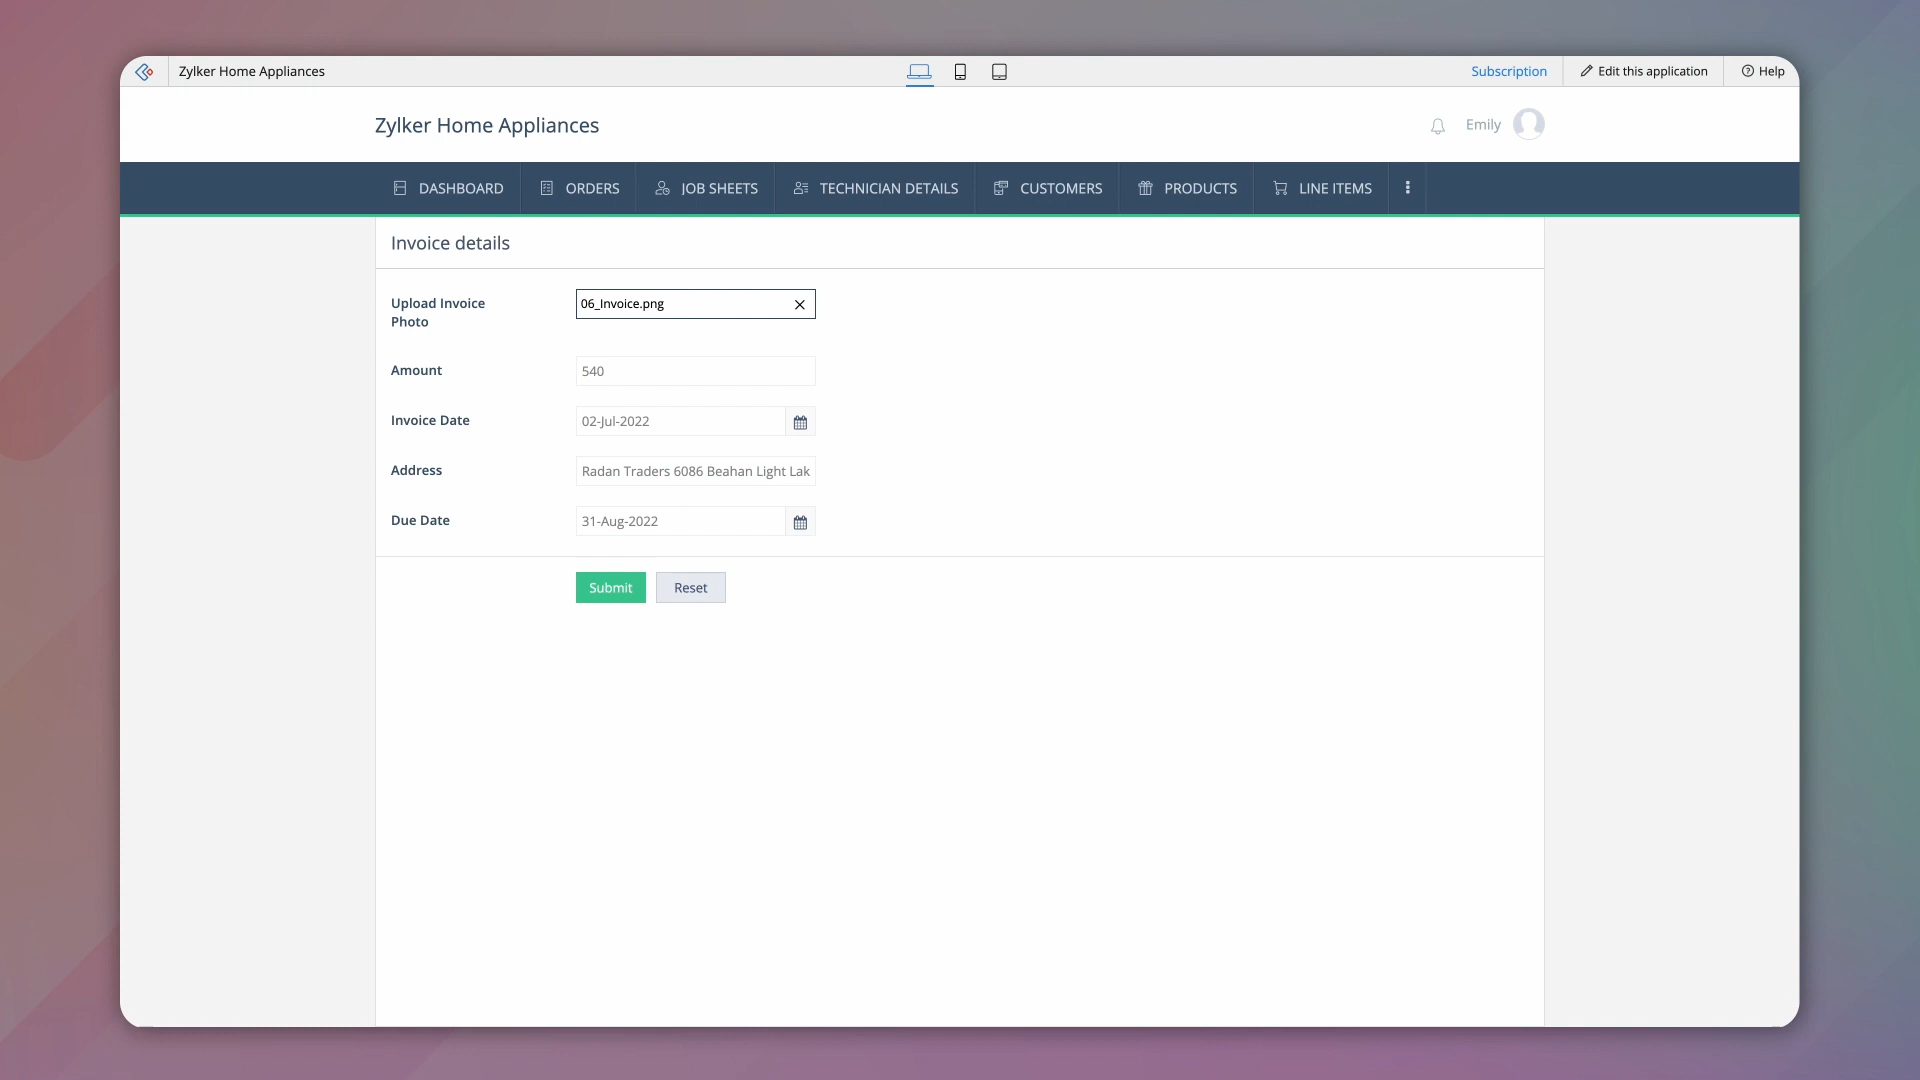 Zylker Home Appliances
Subscription
Edit this application
Help
Zylker Home Appliances
Emily
DASHBOARD
ORDERS
JOB SHEETS
TECHNICIAN DETAILS
CUSTOMERS
PRODUCTS
LINE ITEMS
Invoice details
Upload Invoice
Photo
06_Invoice.png
Amount
540
Invoice Date
02-Jul-2022
Address
Radan Traders 6086 Beahan Light Lak
Due Date
31-Aug-2022
Submit
Reset